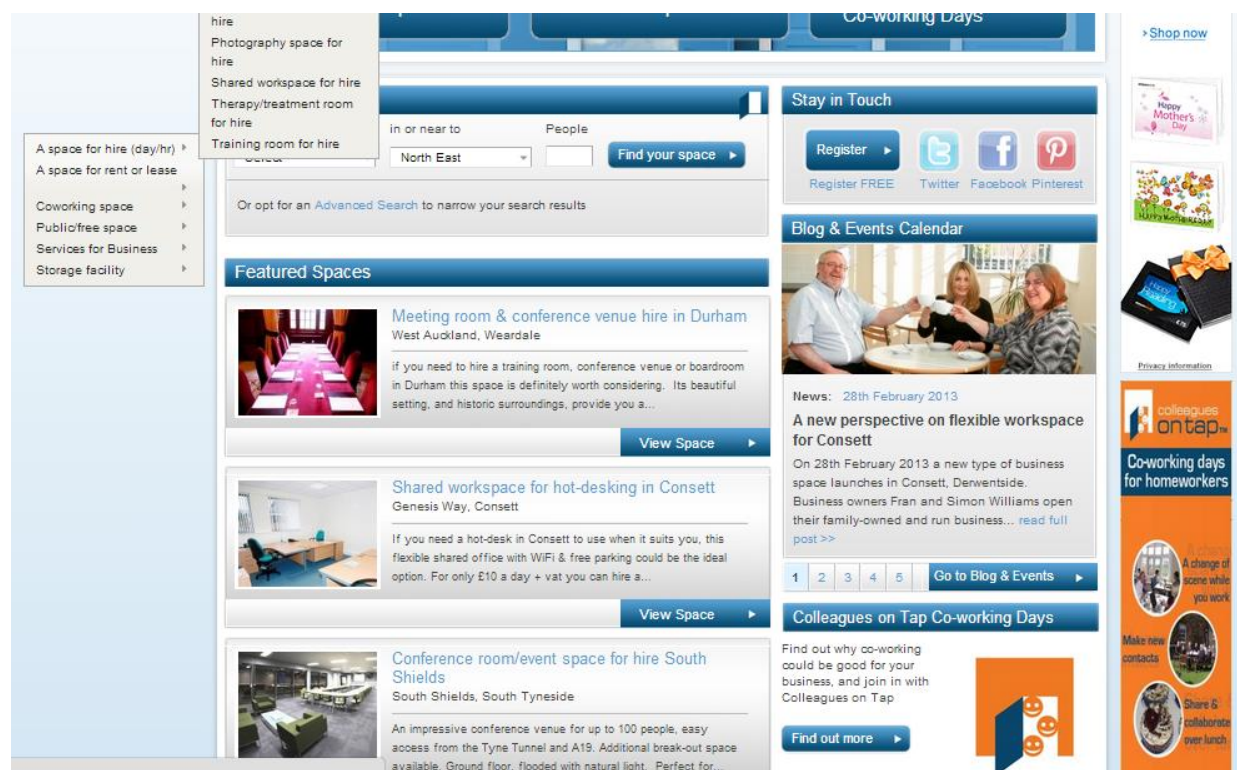 hire
Photography space for
hire
Shared workspace for hire
Therapy/treatment room
for hire
Training room for hire
A space for hire (day/hr)
A space for rent or lease
Coworking space
Public/free space
Services for Business
Storage facility
Co-working Days
in or near to
People
North East
Find your space
Or opt for an Advanced Search to narrow your search results
Featured Spaces
Meeting room & conference venue hire in Durham
West Auckland, Weardale
if you need to hire a training room, conference venue or boardroom
in Durham this space is definitely worth considering. Its beautiful
setting, and historic surroundings, provide you a...
View Space
Shared workspace for hot-desking in Consett
Genesis Way, Consett
If you need a hot-desk in Consett to use when it suits you, this
flexible shared office with WiFi & free parking could be the ideal
option. For only £10 a day + vat you can hire a...
View Space
Conference room/event space for hire South
Shields
South Shields, South Tyneside
An impressive conference venue for up to 100 people, easy
access from the Tyne Tunnel and A19. Additional break-out space
available. Ground floor, flooded with natural light. Perfect for...
Stay in Touch
Register
Register FREE Twitter Facebook Pinterest
Blog & Events Calendar
News: 28th February 2013
A new perspective on flexible workspace
for Consett
On 28th February 2013 a new type of business
space launches in Consett, Derwentside.
Business owners Fran and Simon Williams open
their family-owned and run business... read full
post >>
1 2 3 4 5 Go to Blog & Events
Colleagues on Tap Co-working Days
Find out why co-working
could be good for your
business, and join in with
Colleagues on Tap
Find out more
Shop now
Happy
Mother's
Day
HAPPY MOTHER'S DAY
Happy
Reading
Privacy information
colleagues
on tap TM
Co-working days
for homeworkers
A change of
scene while
you work
Make new
contacts
Share &
collaborate
over lunch